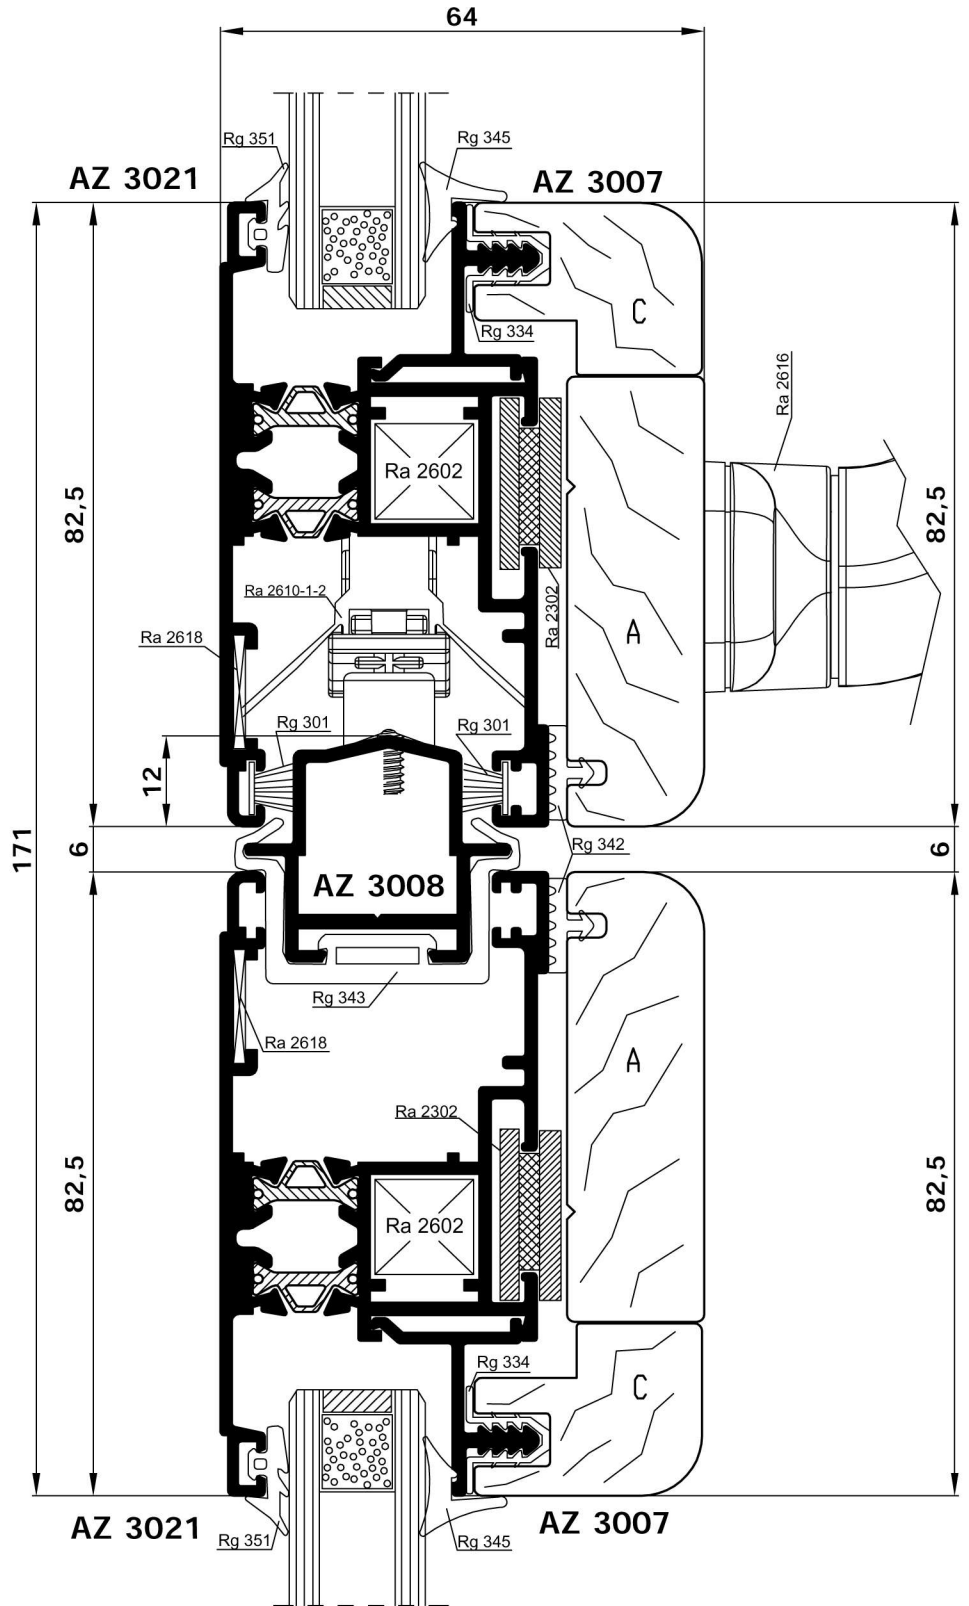 64
Rg 351
Rg 345
AZ 3021
AZ 3007
C
Rg 334
Ra 2616
Ra 2602
82,5
82,5
Ra 2610-1-2
Ra 2302
A
Ra 2618
Rg 301
Rg 301
12
171
6
Rg 342
6
AZ 3008
Rg 343
Ra 2618
A
Ra 2302
82,5
82,5
Ra 2602
Rg 334
C
AZ 3021
Rg 351
Rg 345
AZ 3007